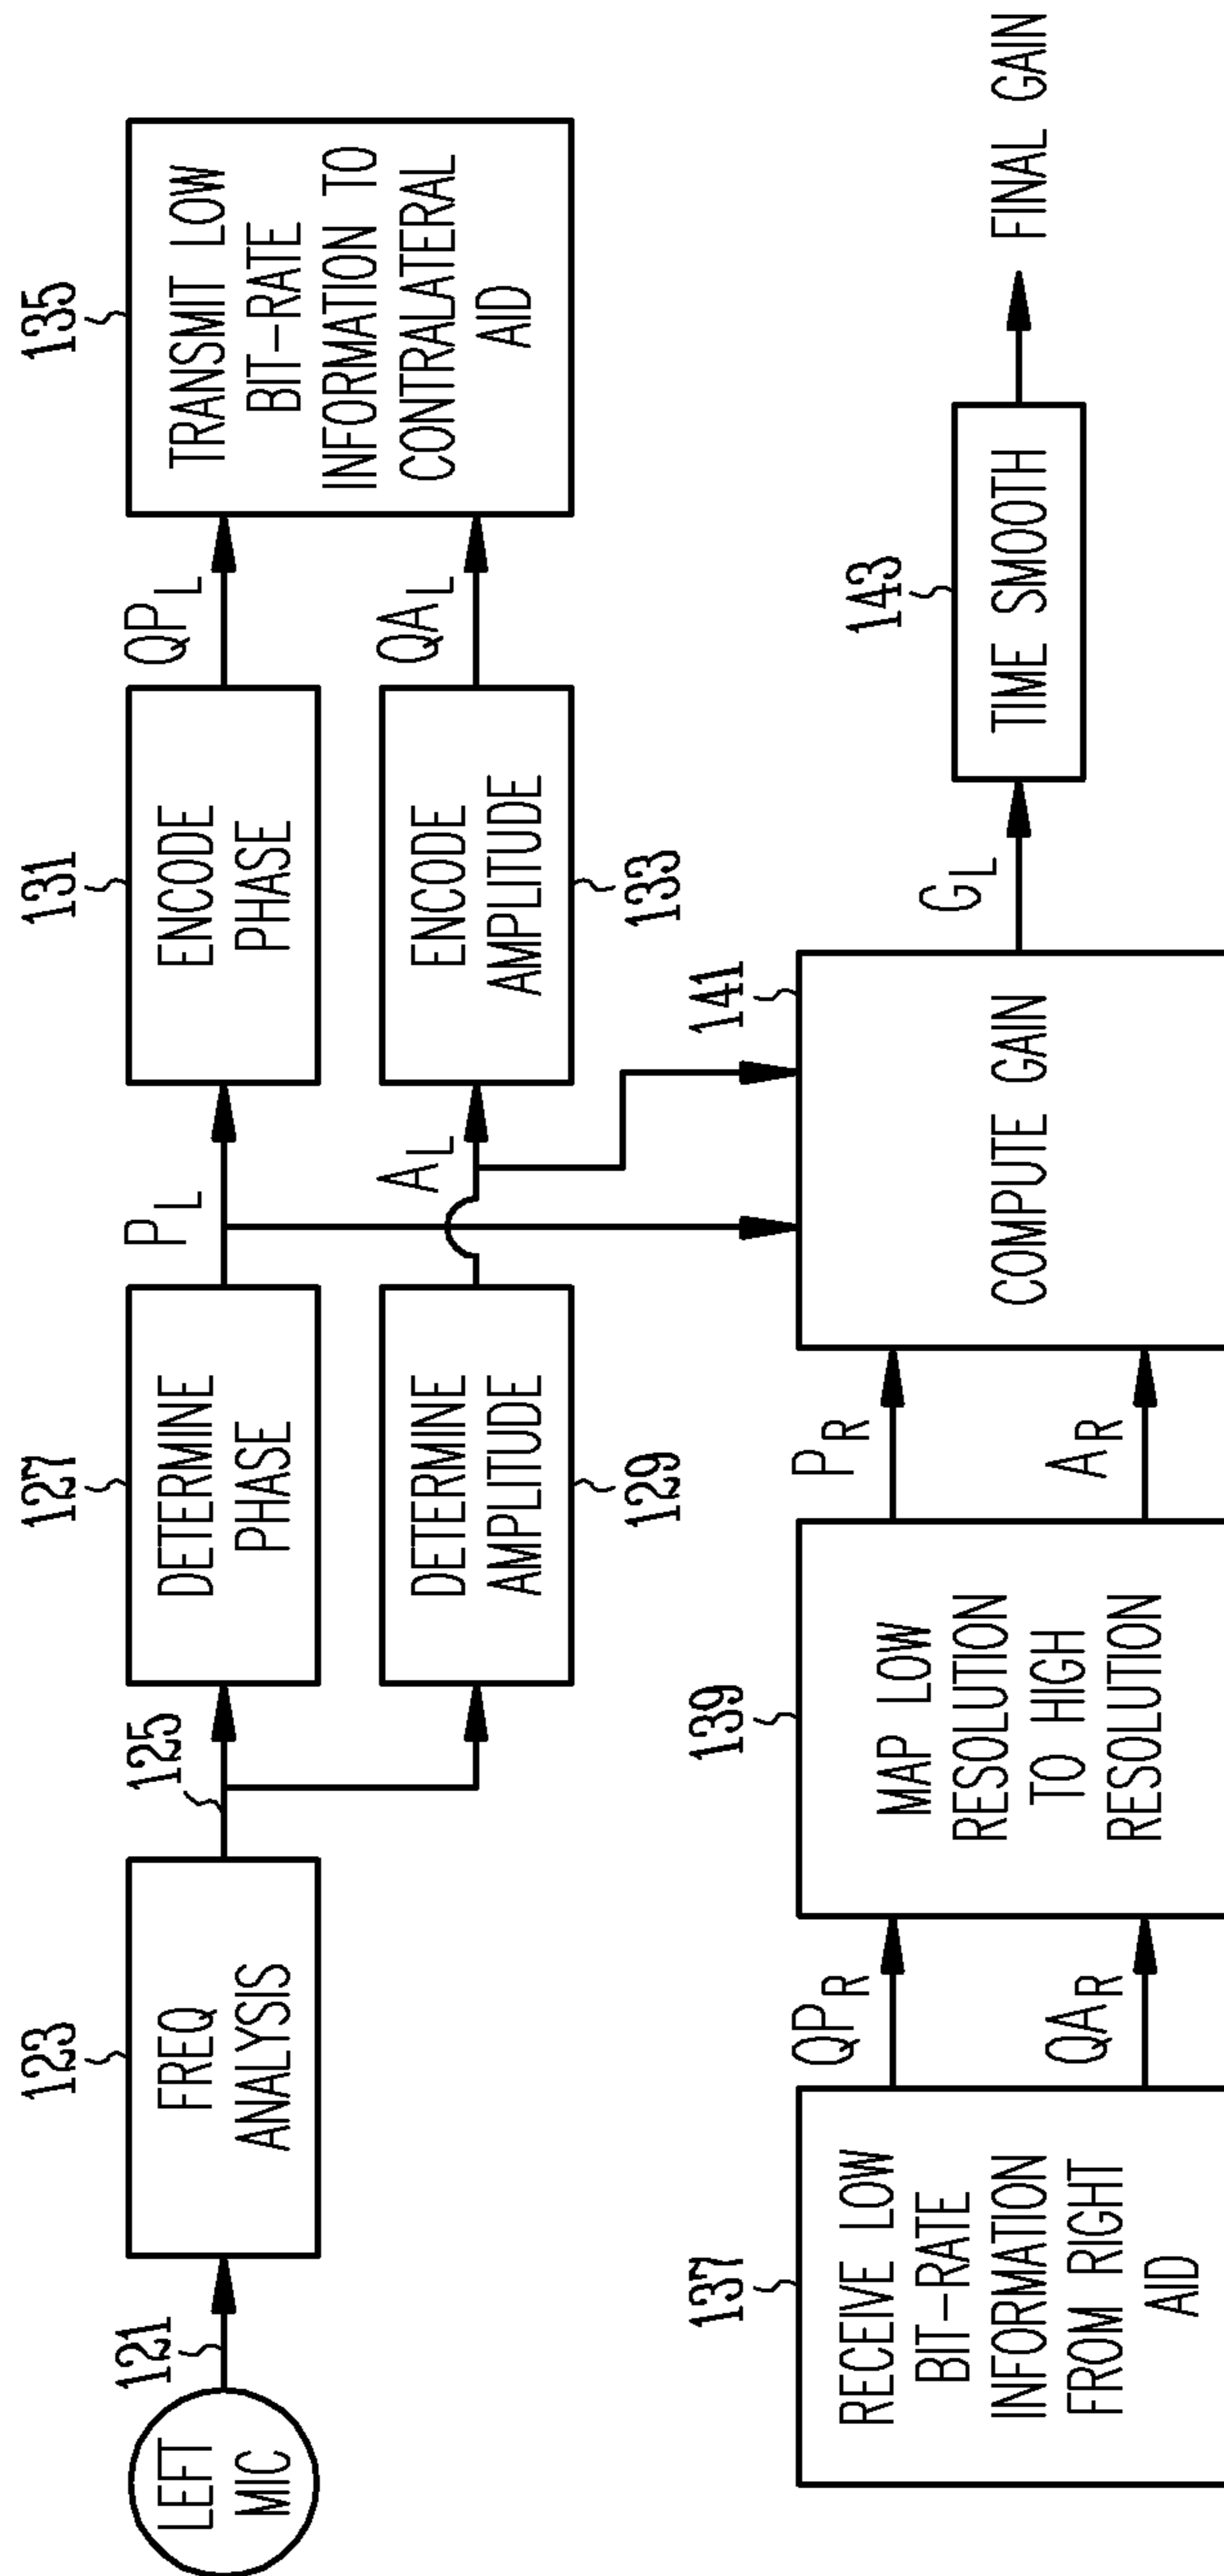 LEFT
MIC
121
123
FREQ
ANALYSIS
125
127
DETERMINE
PHASE
P_L
131
ENCODE
PHASE
QP_L
135
TRANSMIT LOW
BIT-RATE
INFORMATION TO
CONTRALATERAL
AID
DETERMINE
AMPLITUDE
129
A_L
ENCODE
AMPLITUDE
133
QA_L
137
RECEIVE LOW
BIT-RATE
INFORMATION
FROM RIGHT
AID
QP_R
QA_R
139
MAP LOW
RESOLUTION
TO HIGH
RESOLUTION
P_R
A_R
141
COMPUTE GAIN
G_L
143
TIME SMOOTH
FINAL GAIN